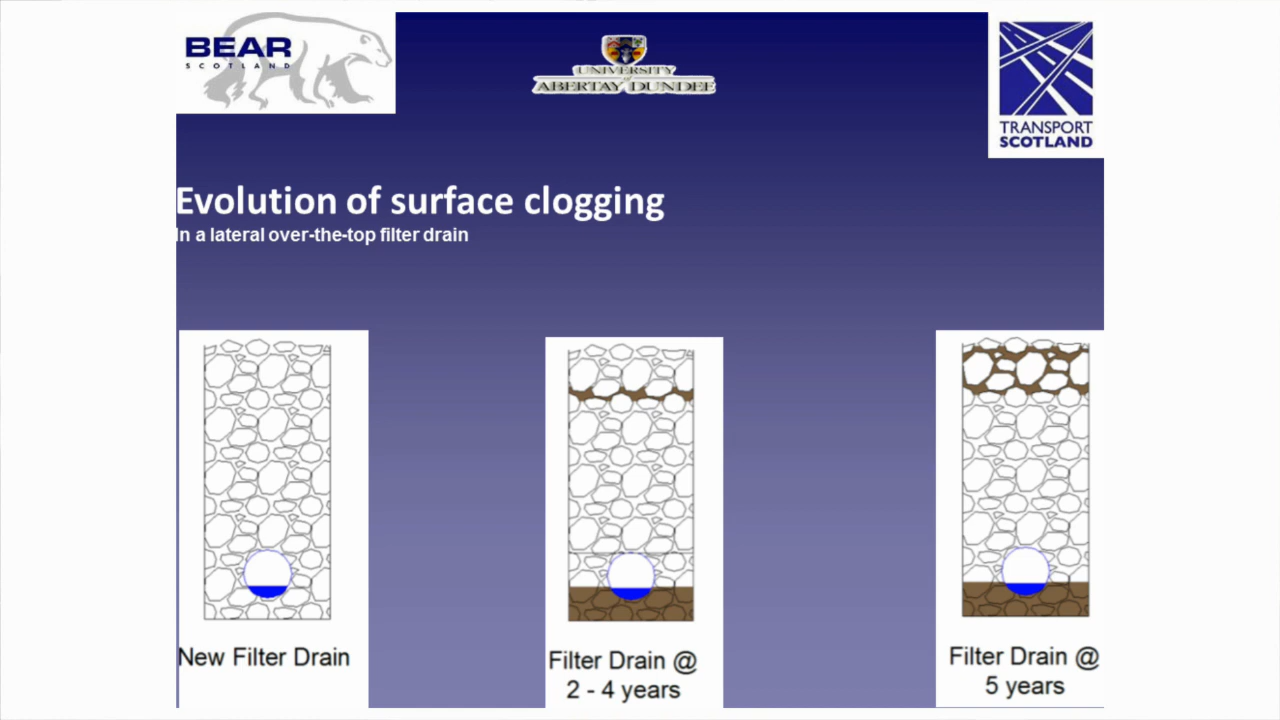 BEAR
SCOTLAND
UNIVERSITY
of
ABERTAY DUNDEE
TRANSPORT
SCOTLAND
Evolution of surface clogging
In a lateral over-the-top filter drain
New Filter Drain
Filter Drain @
2 - 4 years
Filter Drain @
5 years